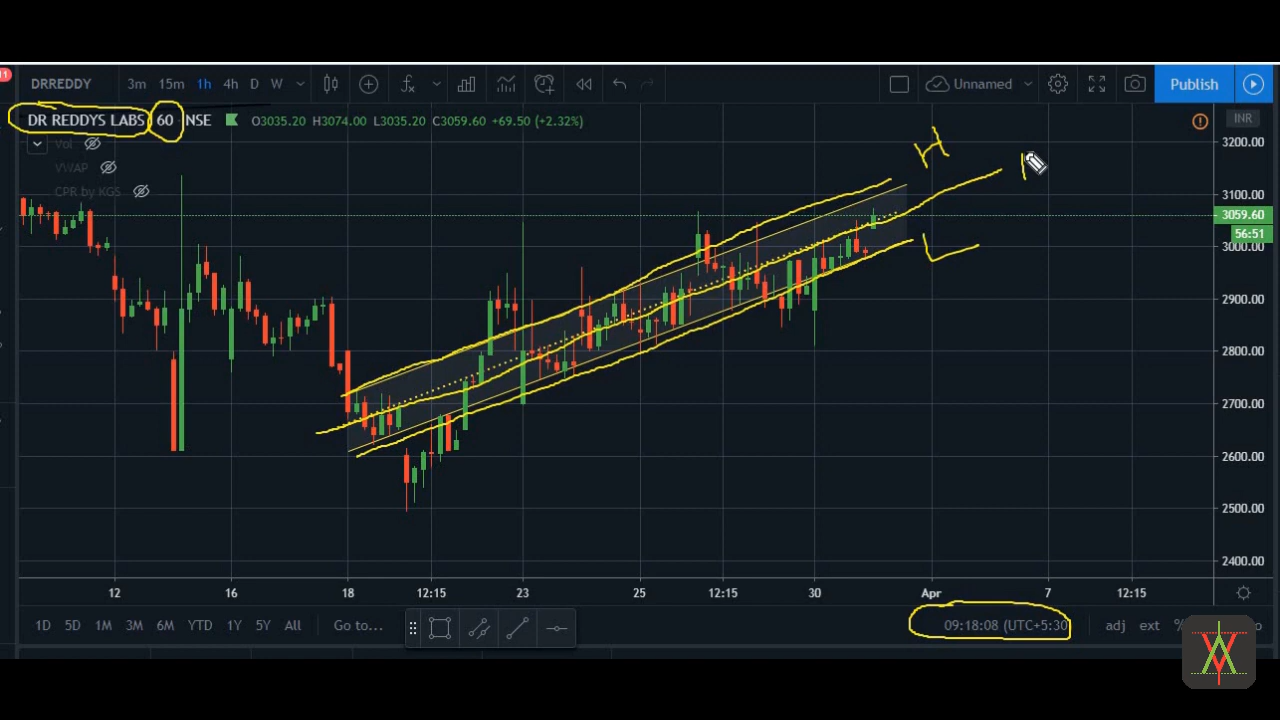 11
DRREDDY 3m 15m 1h 4h D W Unnamed Publish
DR REDDYS LABS 60 NSE O3035.20 H3074.00 L3035.20 C3059.60 +69.50 (+2.32%) INR
Vol
VWAP
CPR by KGS
H
L
3200.00
3100.00
3059.60
56:51
3000.00
2900.00
2800.00
2700.00
2600.00
2500.00
2400.00
12 16 18 12:15 23 25 12:15 30 Apr 7 12:15
1D 5D 1M 3M 6M YTD 1Y 5Y All Go to... 09:18:08 (UTC+5:30 adj ext %